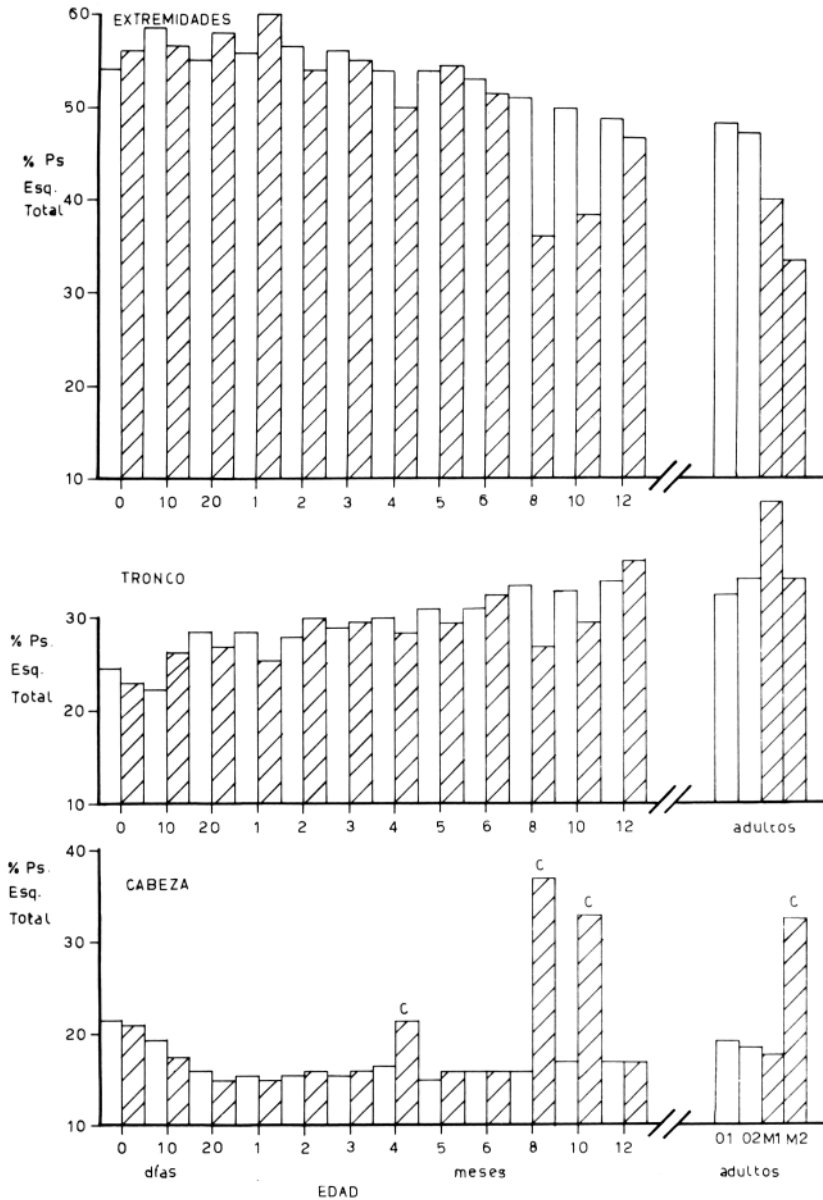 EXTREMIDADES
60
50
% Ps
Esq.
40
Total
30
20
10
0 10 20 1 2 3 4 5 6 8 10 12
TRONCO
30
% Ps.
Esq.
Total
20
10
0 10 20 1 2 3 4 5 6 8 10 12 adultos
40
% Ps.
Esq.
Total
CABEZA
C
C
C
30
20
C
10
0 10 20 1 2 3 4 5 6 8 10 12 O1 O2 M1 M2
días meses adultos
EDAD